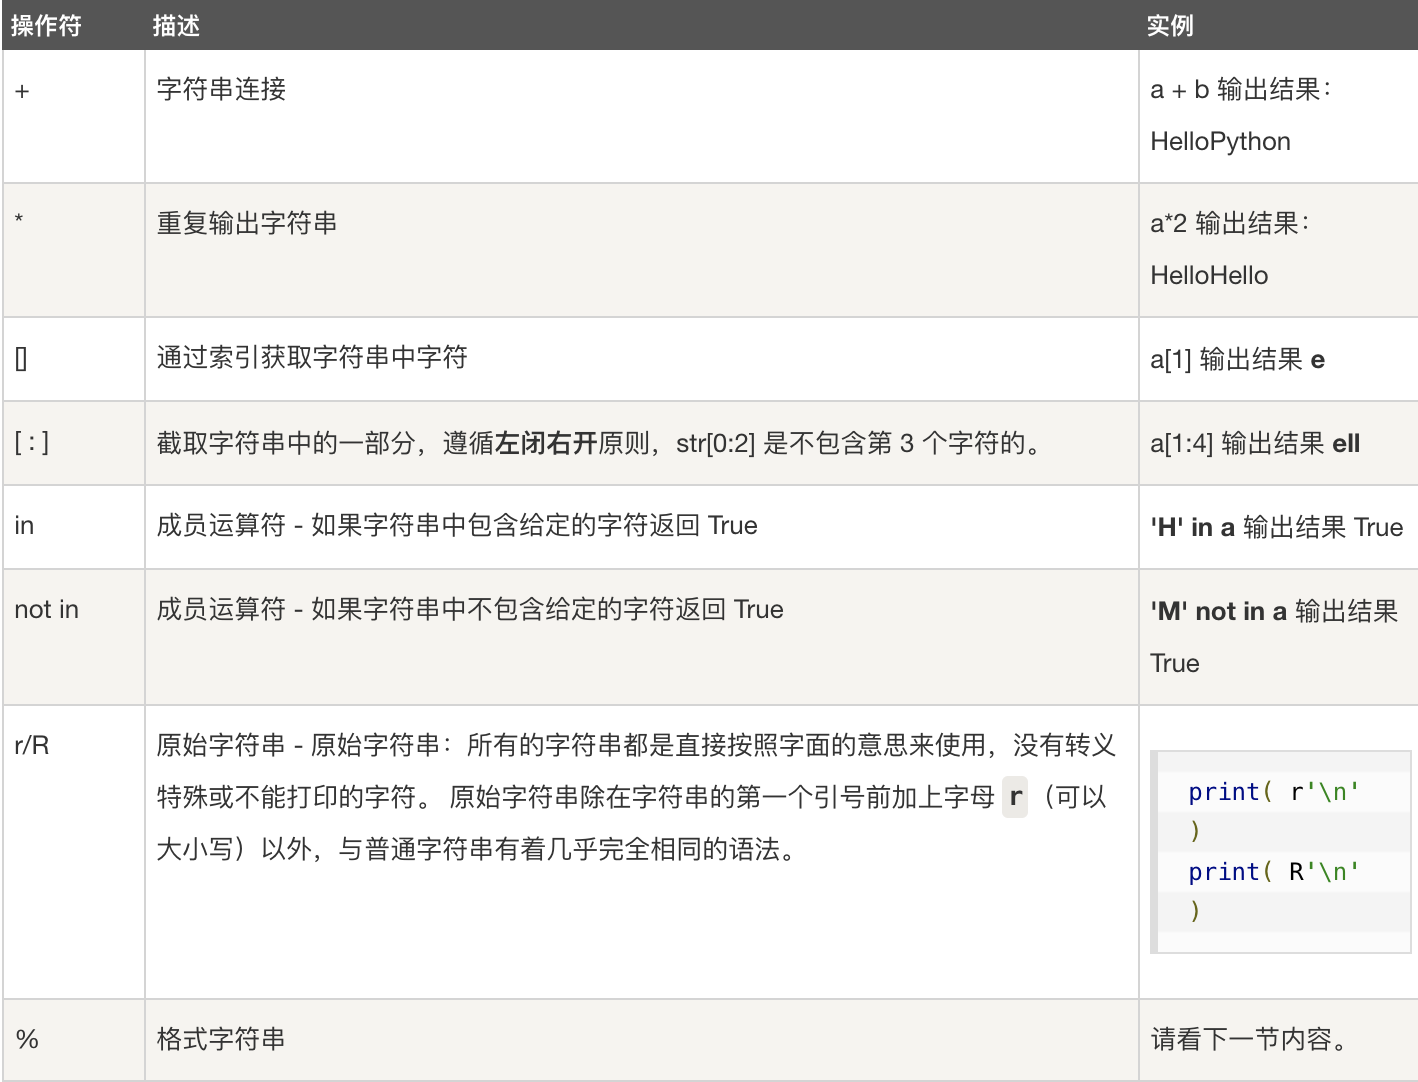 操作符 描述 实例
+ 字符串连接 a + b 输出结果：
HelloPython
* 重复输出字符串 a*2 输出结果：
HelloHello
[] 通过索引获取字符串中字符 a[1] 输出结果 e
[ : ] 截取字符串中的一部分，遵循左闭右开原则，str[0:2] 是不包含第 3 个字符的。 a[1:4] 输出结果 ell
in 成员运算符 - 如果字符串中包含给定的字符返回 True 'H' in a 输出结果 True
not in 成员运算符 - 如果字符串中不包含给定的字符返回 True 'M' not in a 输出结果
True
r/R 原始字符串 - 原始字符串：所有的字符串都是直接按照字面的意思来使用，没有转义
特殊或不能打印的字符。 原始字符串除在字符串的第一个引号前加上字母 r （可以
大小写）以外，与普通字符串有着几乎完全相同的语法。
print( r'\n'
)
print( R'\n'
)
% 格式字符串 请看下一节内容。